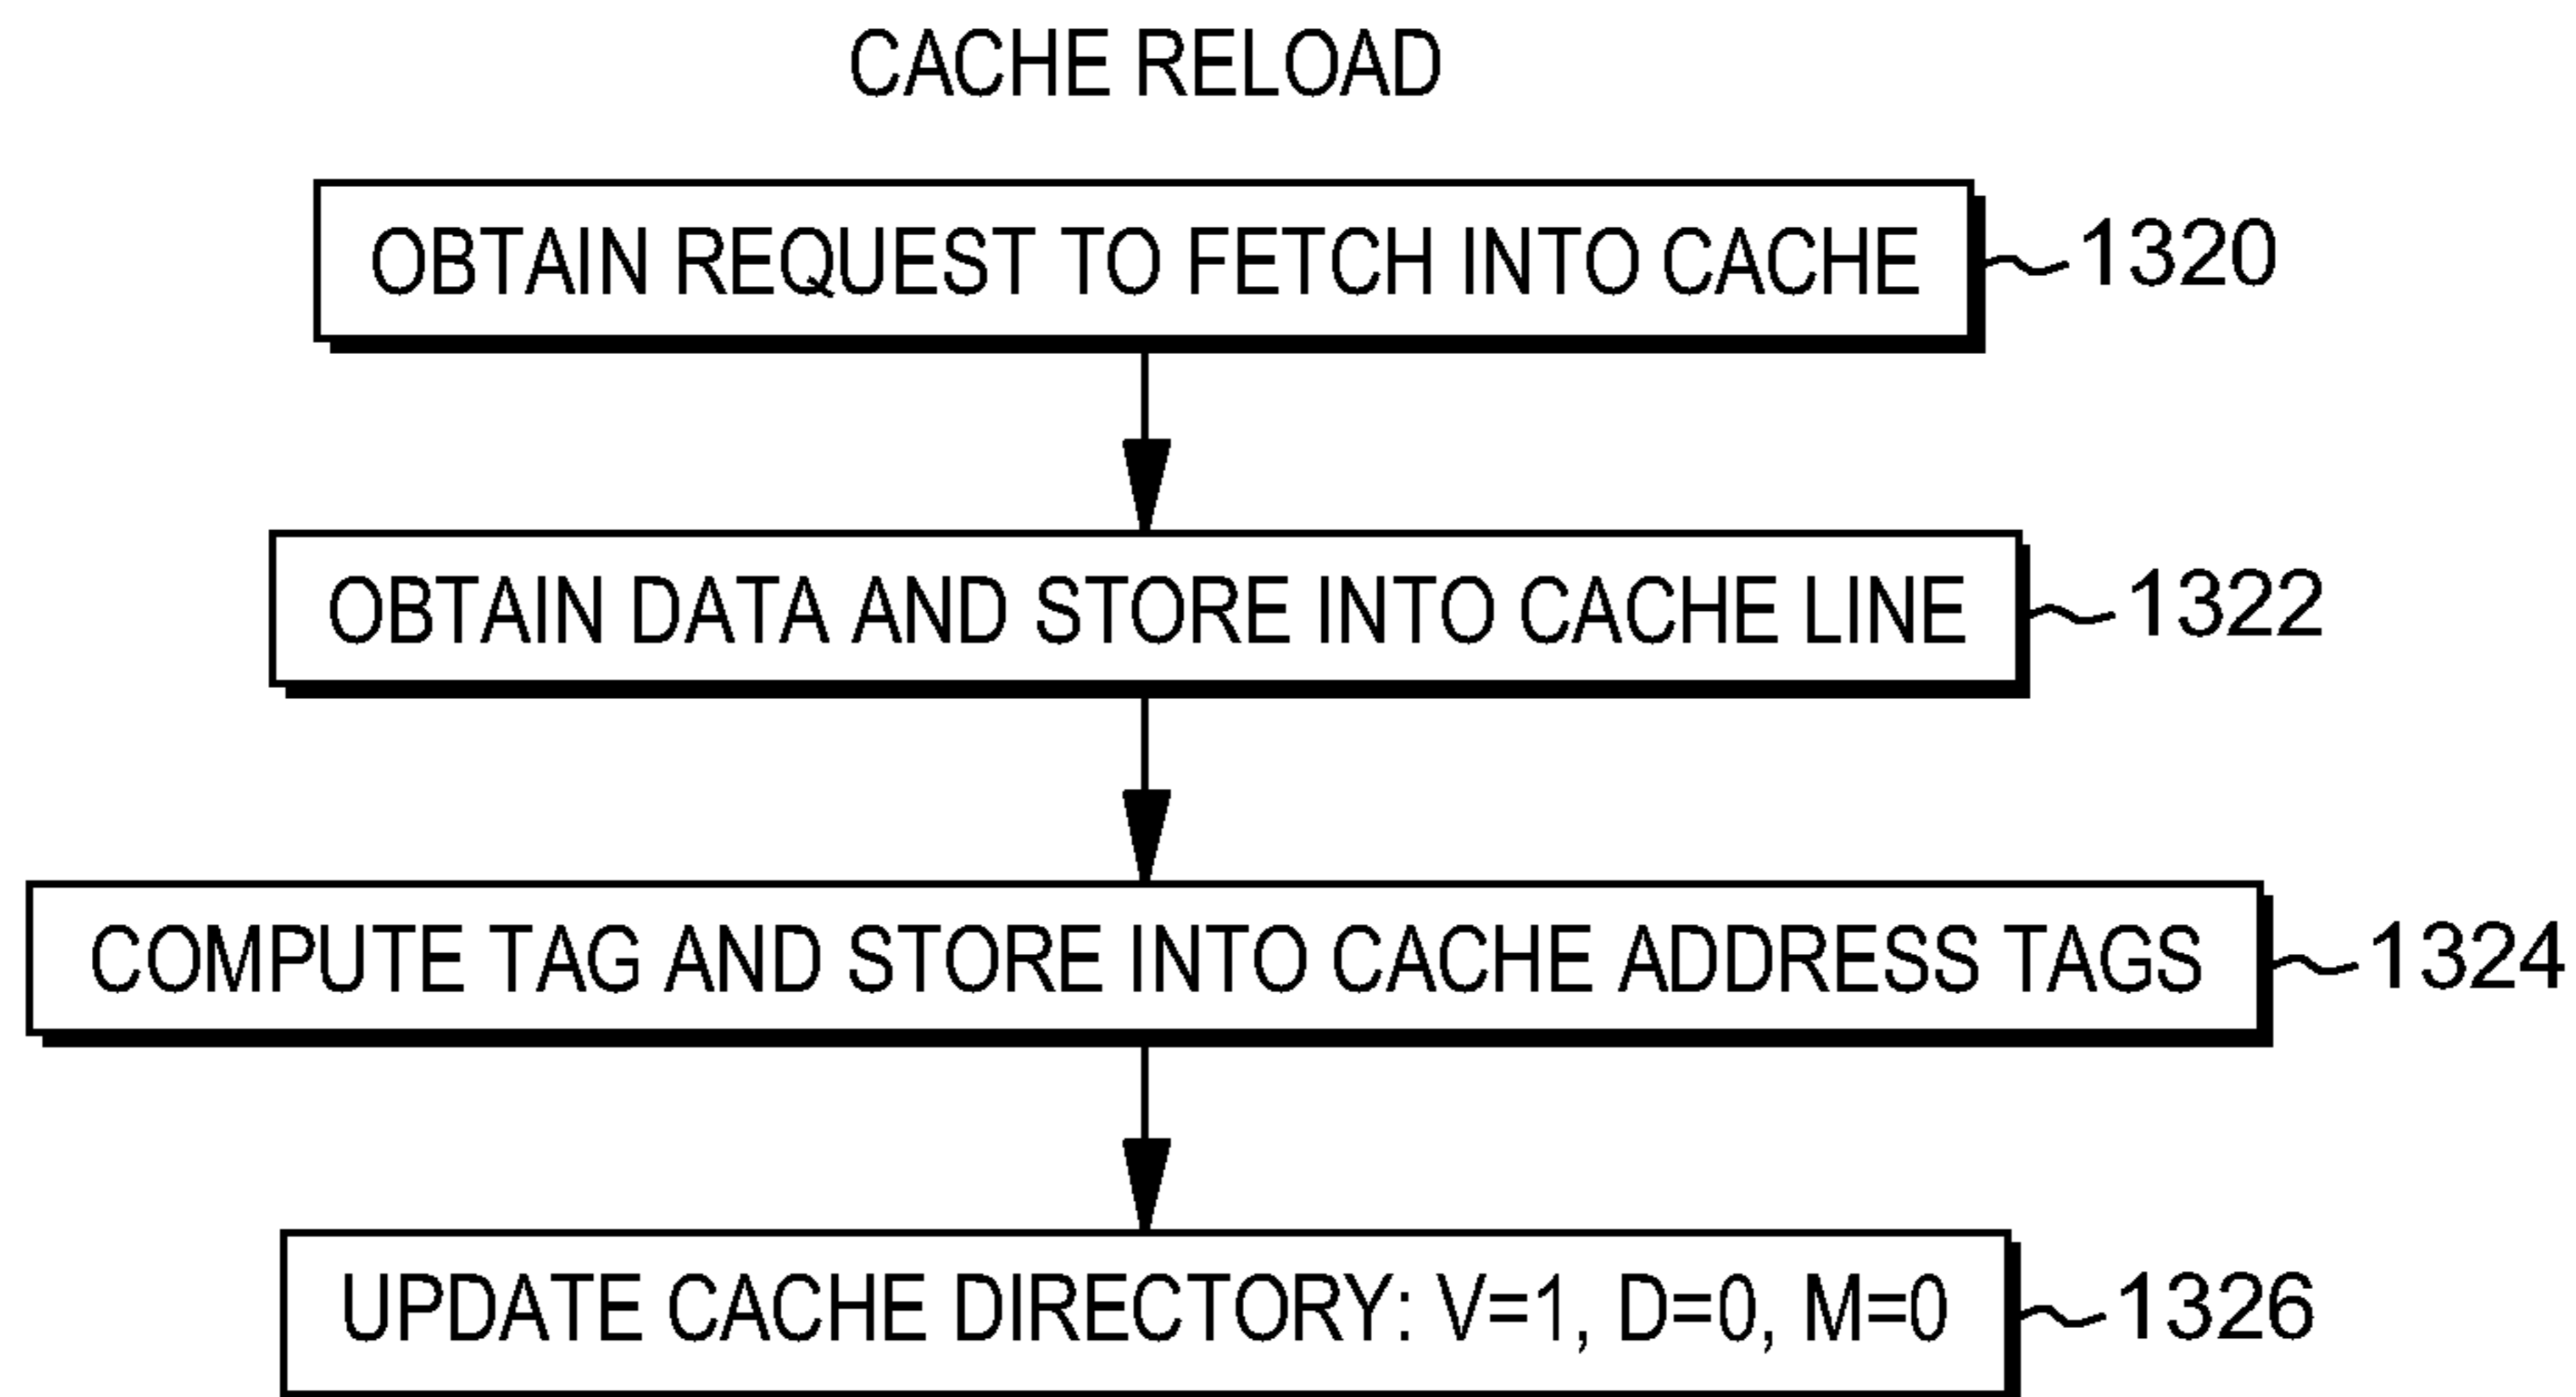 CACHE RELOAD
OBTAIN REQUEST TO FETCH INTO CACHE 1320
OBTAIN DATA AND STORE INTO CACHE LINE 1322
COMPUTE TAG AND STORE INTO CACHE ADDRESS TAGS 1324
UPDATE CACHE DIRECTORY: V=1, D=0, M=0 1326